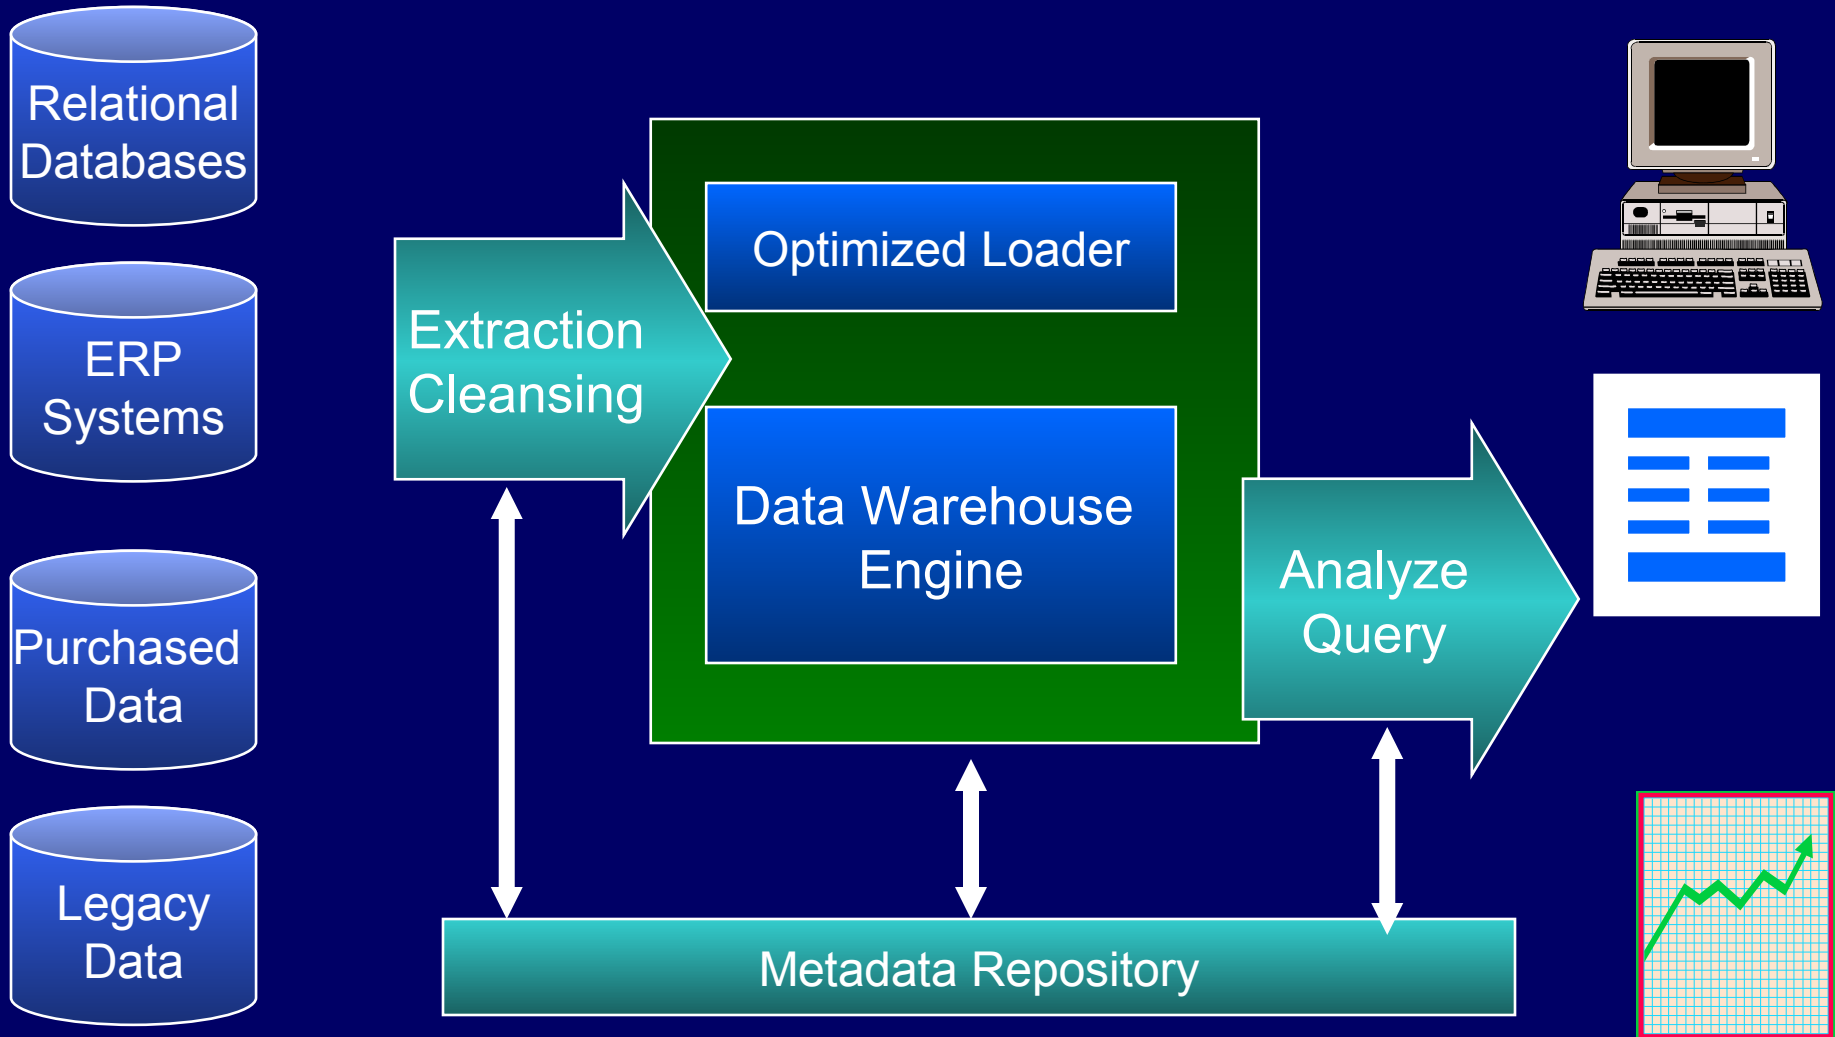 Relational
Databases
ERP
Systems
Purchased
Data
Legacy
Data
Extraction
Cleansing
Optimized Loader
Data Warehouse
Engine
Analyze
Query
Metadata Repository